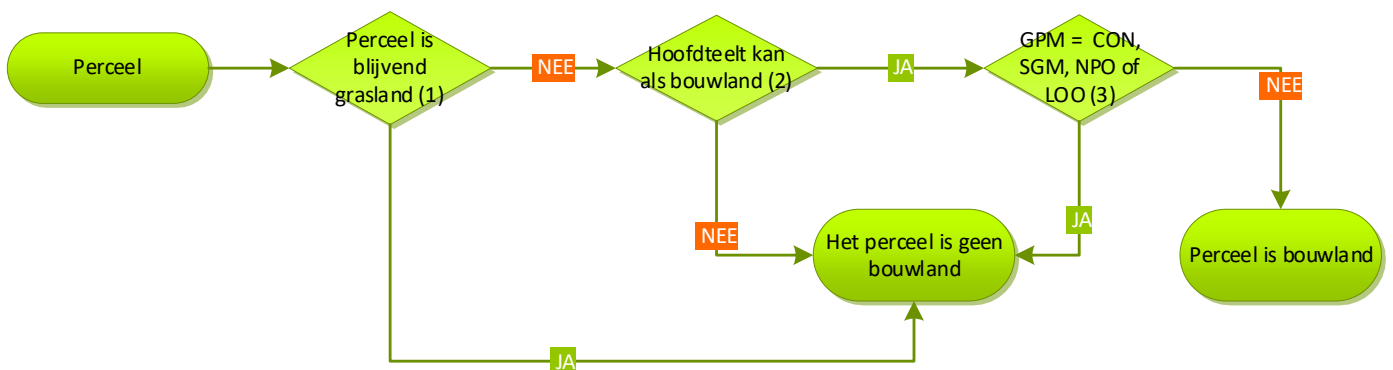 Perceel
Perceel is
blijvend
grasland (1)
NEE
Hoofdteelt kan
als bouwland (2)
JA
GPM = CON,
SGM, NPO of
LOO (3)
NEE
NEE
JA
Het perceel is geen
bouwland
Perceel is bouwland
JA